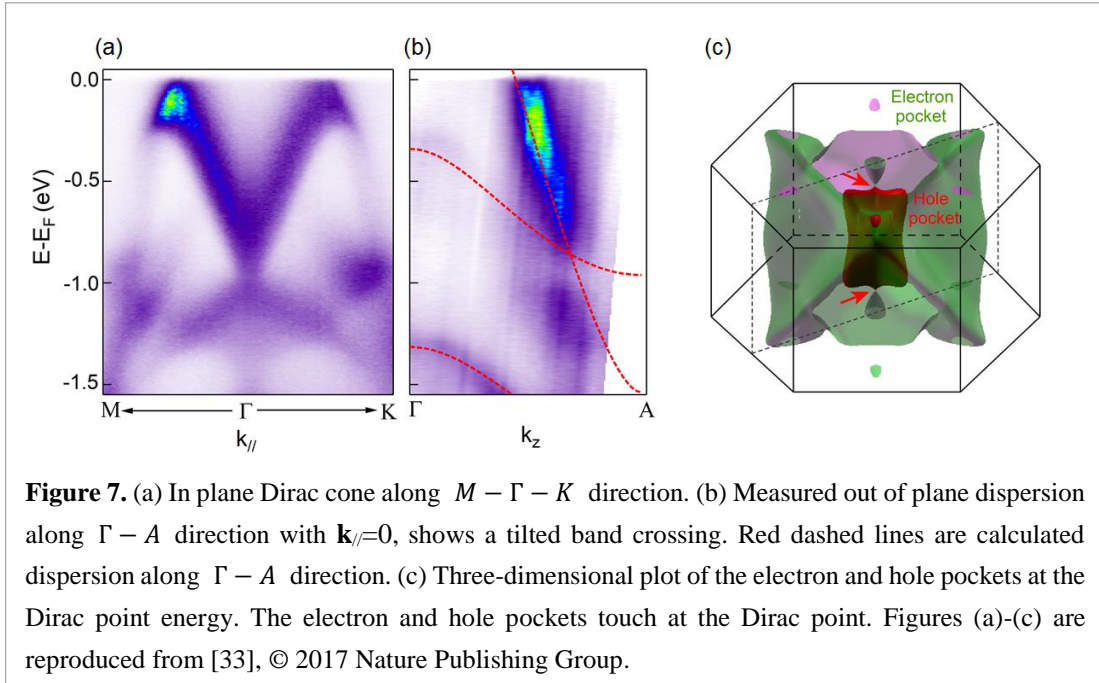 (a)
(b)
(c)
0.0
-0.5
-1.0
-1.5
E-E_F (eV)
M Γ K
k_//
Γ A
k_z
Electron
pocket
Hole
pocket
Figure 7. (a) In plane Dirac cone along M − Γ − K direction. (b) Measured out of plane dispersion
along Γ − A direction with k_//=0, shows a tilted band crossing. Red dashed lines are calculated
dispersion along Γ − A direction. (c) Three-dimensional plot of the electron and hole pockets at the
Dirac point energy. The electron and hole pockets touch at the Dirac point. Figures (a)-(c) are
reproduced from [33], © 2017 Nature Publishing Group.